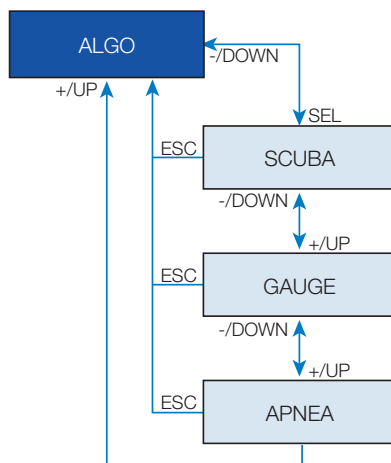 ALGO
-/DOWN
+/UP
SEL
ESC
SCUBA
-/DOWN
+/UP
ESC
GAUGE
-/DOWN
+/UP
ESC
APNEA